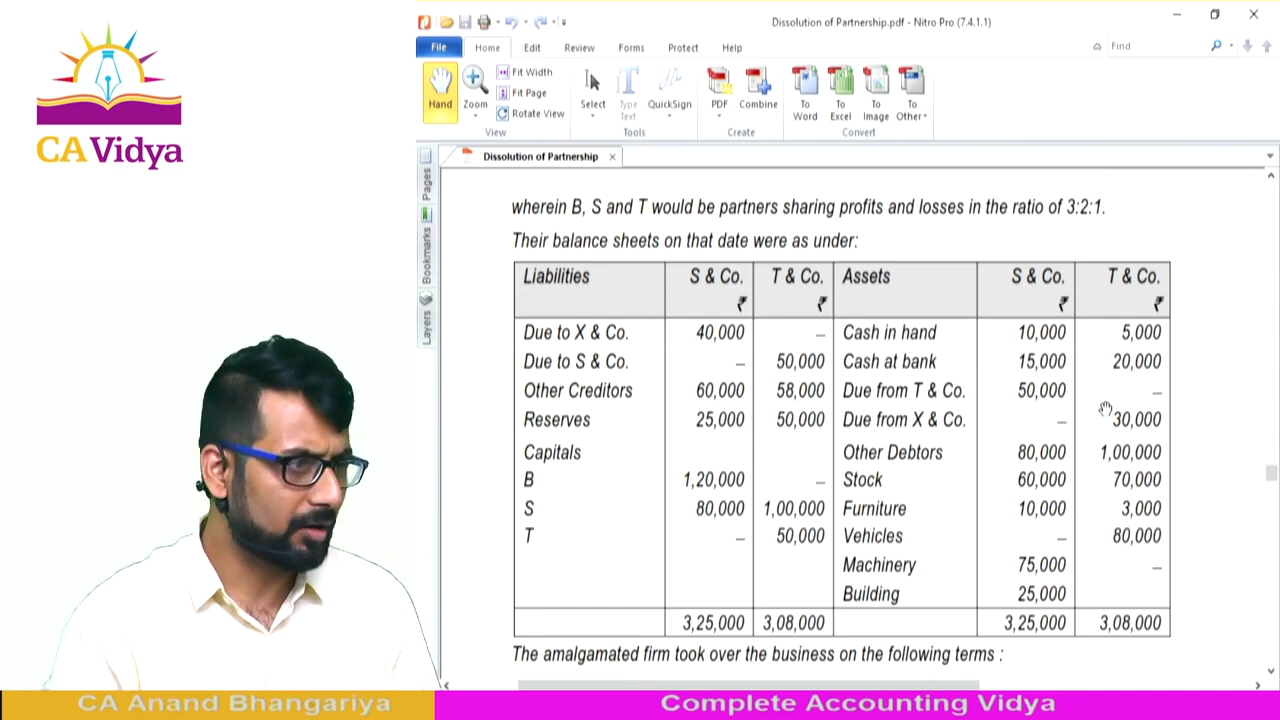 CA Vidya
Dissolution of Partnership.pdf - Nitro Pro (7.4.1.1)
File Home Edit Review Forms Protect Help
Find
Hand
Zoom
Fit Width
Fit Page
Rotate View
View
Select
Type Text
QuickSign
Tools
PDF
Combine
Create
To Word
To Excel
To Image
To Other
Convert
Dissolution of Partnership
Pages
Bookmarks
Layers
wherein B, S and T would be partners sharing profits and losses in the ratio of 3:2:1.
Their balance sheets on that date were as under:
Liabilities S & Co. T & Co. Assets S & Co. T & Co.
₹ ₹ ₹ ₹
Due to X & Co. 40,000 – Cash in hand 10,000 5,000
Due to S & Co. – 50,000 Cash at bank 15,000 20,000
Other Creditors 60,000 58,000 Due from T & Co. 50,000 –
Reserves 25,000 50,000 Due from X & Co. – 30,000
Capitals Other Debtors 80,000 1,00,000
B 1,20,000 – Stock 60,000 70,000
S 80,000 1,00,000 Furniture 10,000 3,000
T – 50,000 Vehicles – 80,000
Machinery 75,000 –
Building 25,000
3,25,000 3,08,000 3,25,000 3,08,000
The amalgamated firm took over the business on the following terms :
CA Anand Bhangariya
Complete Accounting Vidya